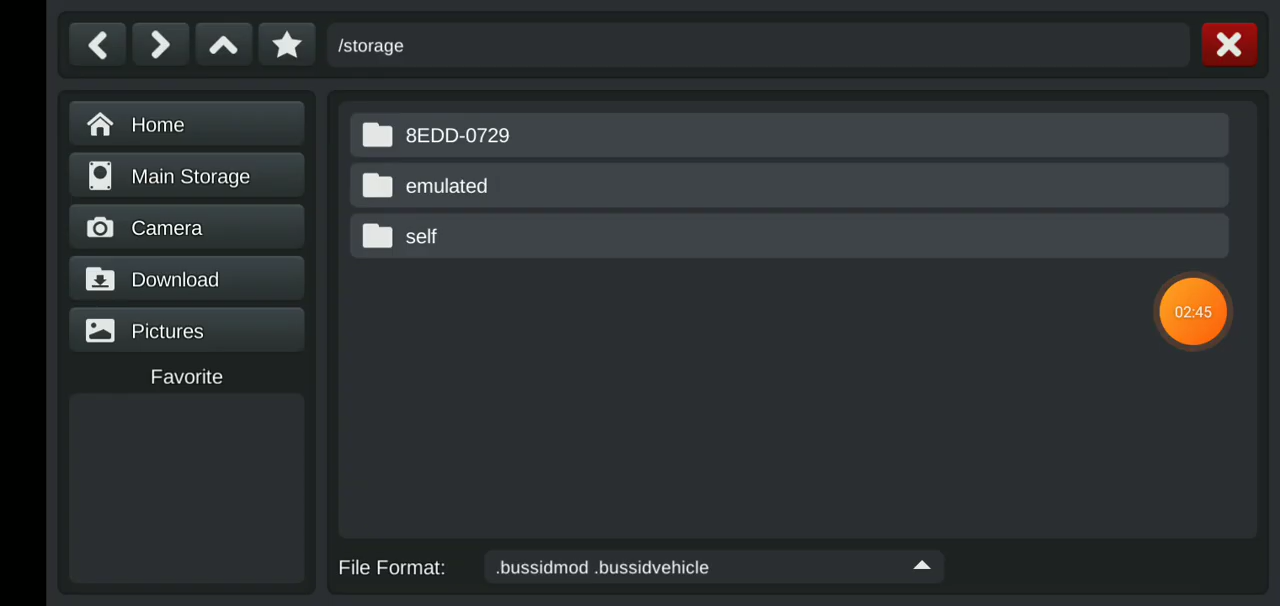 /storage
Home
Main Storage
Camera
Download
Pictures
Favorite
8EDD-0729
emulated
self
02:45
File Format:
.bussidmod .bussidvehicle